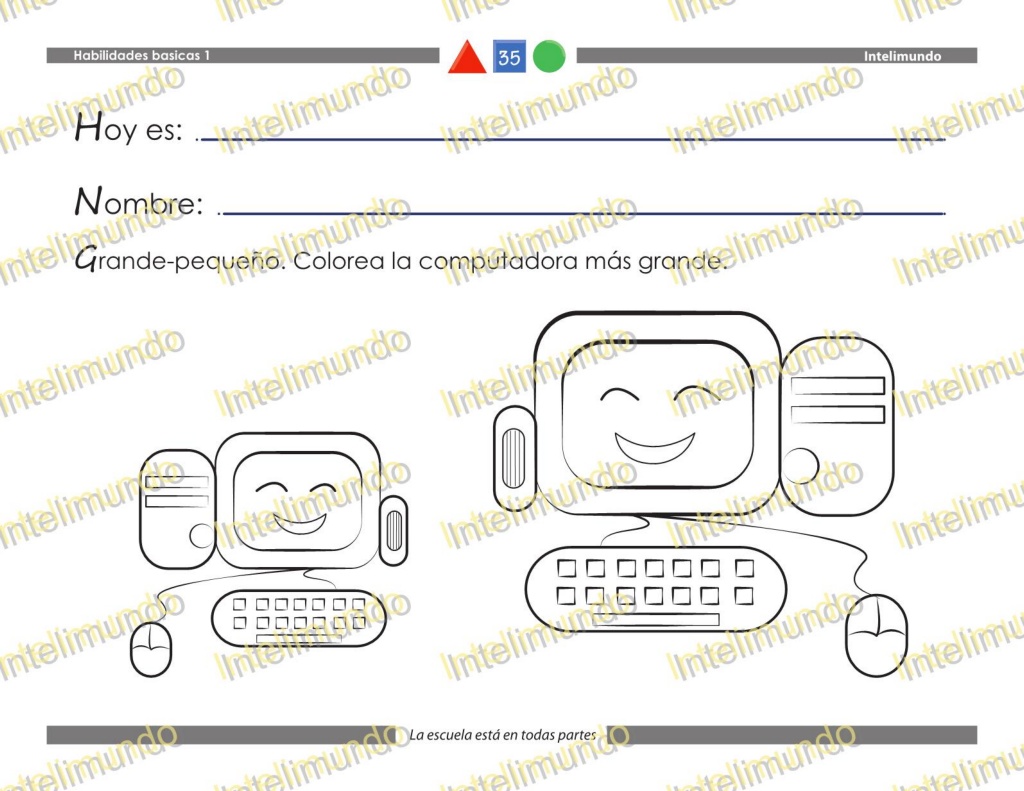 Habilidades basicas 1
35
Intelimundo
Hoy es:
Nombre:
Grande-pequeño. Colorea la computadora más grande.
La escuela está en todas partes